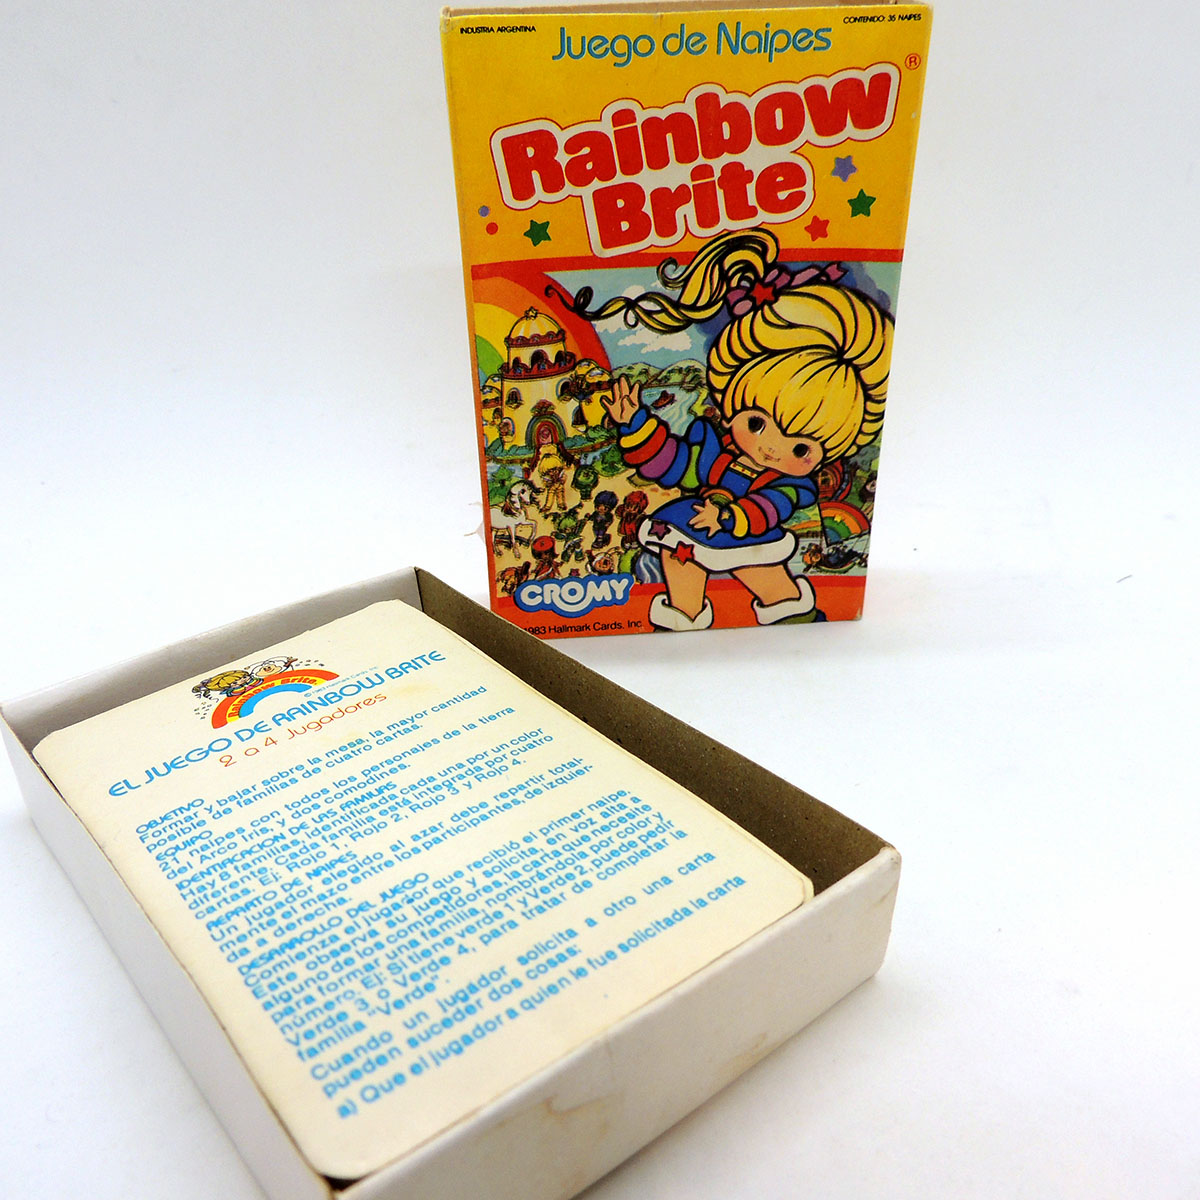 INDUSTRIA ARGENTINA
CONTENIDO: 35 NAIPES
Juego de Naipes
Rainbow ®
Brite
CROMY
1983 Hallmark Cards, Inc
Rainbow Brite
© 1983 Hallmark Cards, Inc
EL JUEGO DE RAINBOW BRITE
2 a 4 Jugadores
OBJETIVO
Formar y bajar sobre la mesa, la mayor cantidad
posible de familias de cuatro cartas.
EQUIPO
naipes con todos los personajes de la tierra
del Arco Iris, y dos comodines.
IDENTIFICACION DE LAS FAMILIAS
Hay 8 familias, identificada cada una por un color
diferente. Cada familia está integrada por cuatro
cartas. Ej: Rojo 1, Rojo 2, Rojo 3 y Rojo 4.
REPARTO DE NAIPES
Un jugador elegido al azar debe repartir total-
mente el mazo entre los participantes, de izquier-
da a derecha.
DESARROLLO DEL JUEGO
Comienza el jugador que recibió el primer naipe.
Este observa su juego y solicita, en voz alta a
alguno de los competidores, la carta que necesite
para formar una familia, nombrándola por color y
número. Ej: Si tiene verde 1 y Verde 2, puede pedir
Verde 3 o Verde 4, para tratar de completar la
familia "Verde".
Cuando un jugador solicita a otro una carta
pueden suceder dos cosas:
a) Que el jugador a quien le fue solicitada la carta